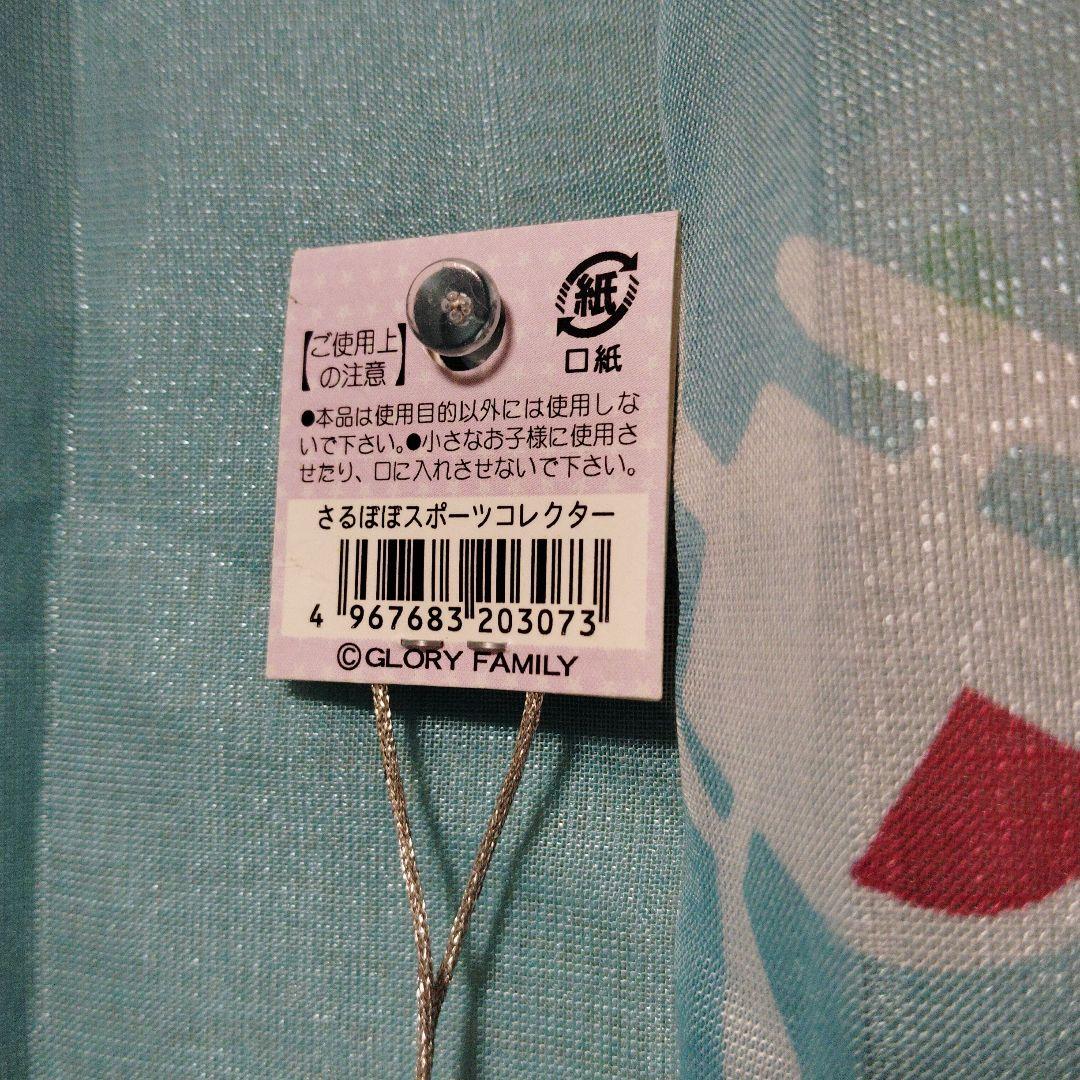 紙
口紙
【ご使用上
の注意】
●本品は使用目的以外には使用しな
いで下さい。●小さなお子様に使用さ
せたり、口に入れさせないで下さい。
さるぼぼスポーツコレクター
4 967683 203073
©GLORY FAMILY